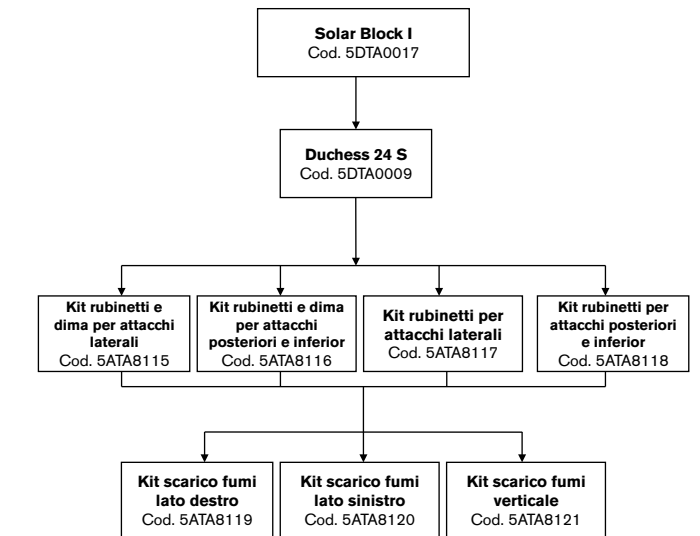 Solar Block I
Cod. 5DTA0017
Duchess 24 S
Cod. 5DTA0009
Kit rubinetti e
dima per attacchi
laterali
Cod. 5ATA8115
Kit rubinetti e dima
per attacchi
posteriori e inferior
Cod. 5ATA8116
Kit rubinetti per
attacchi laterali
Cod. 5ATA8117
Kit rubinetti per
attacchi posteriori
e inferior
Cod. 5ATA8118
Kit scarico fumi
lato destro
Cod. 5ATA8119
Kit scarico fumi
lato sinistro
Cod. 5ATA8120
Kit scarico fumi
verticale
Cod. 5ATA8121